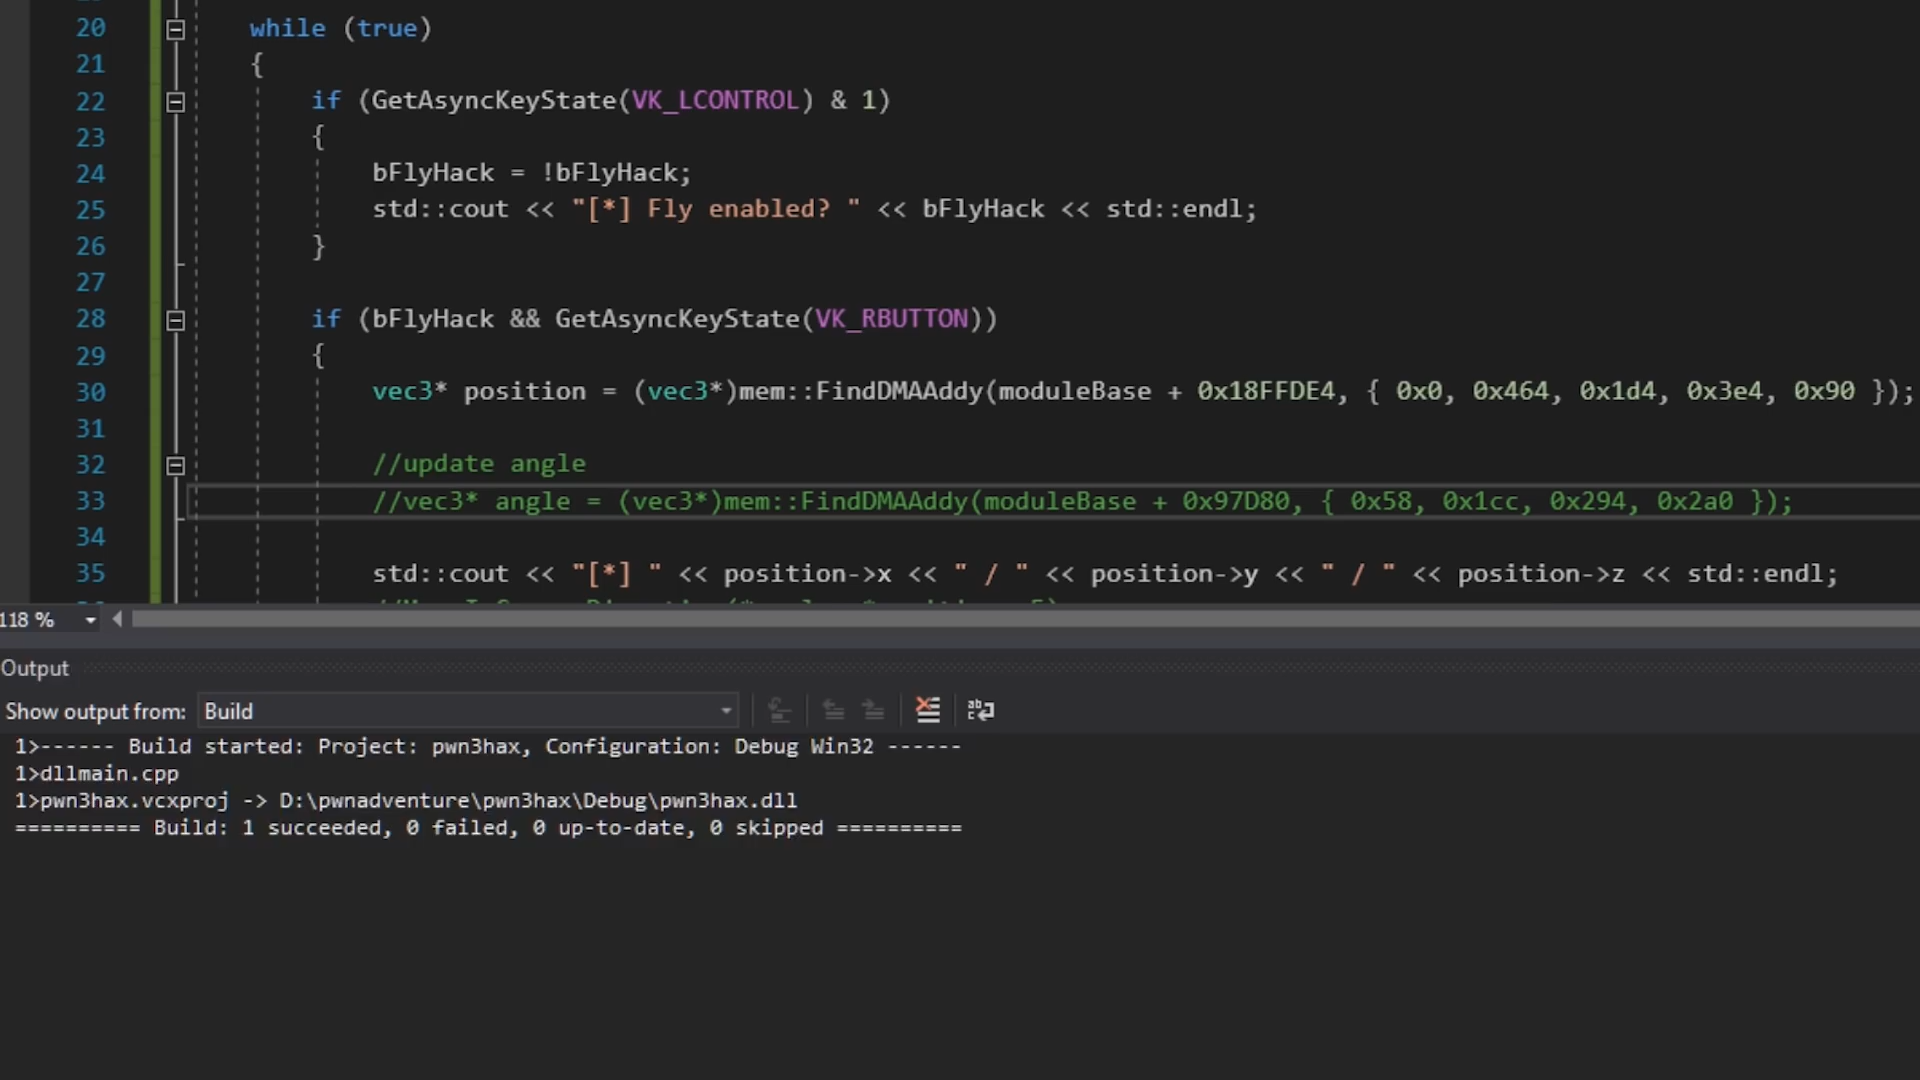 20 while (true)
21 {
22 if (GetAsyncKeyState(VK_LCONTROL) & 1)
23 {
24 bFlyHack = !bFlyHack;
25 std::cout << "[*] Fly enabled? " << bFlyHack << std::endl;
26 }
27
28 if (bFlyHack && GetAsyncKeyState(VK_RBUTTON))
29 {
30 vec3* position = (vec3*)mem::FindDMAAddy(moduleBase + 0x18FFDE4, { 0x0, 0x464, 0x1d4, 0x3e4, 0x90 });
31
32 //update angle
33 //vec3* angle = (vec3*)mem::FindDMAAddy(moduleBase + 0x97D80, { 0x58, 0x1cc, 0x294, 0x2a0 });
34
35 std::cout << "[*] " << position->x << " / " << position->y << " / " << position->z << std::endl;
118 %
Output
Show output from: Build
1>------ Build started: Project: pwn3hax, Configuration: Debug Win32 ------
1>dllmain.cpp
1>pwn3hax.vcxproj -> D:\pwnadventure\pwn3hax\Debug\pwn3hax.dll
========== Build: 1 succeeded, 0 failed, 0 up-to-date, 0 skipped ==========